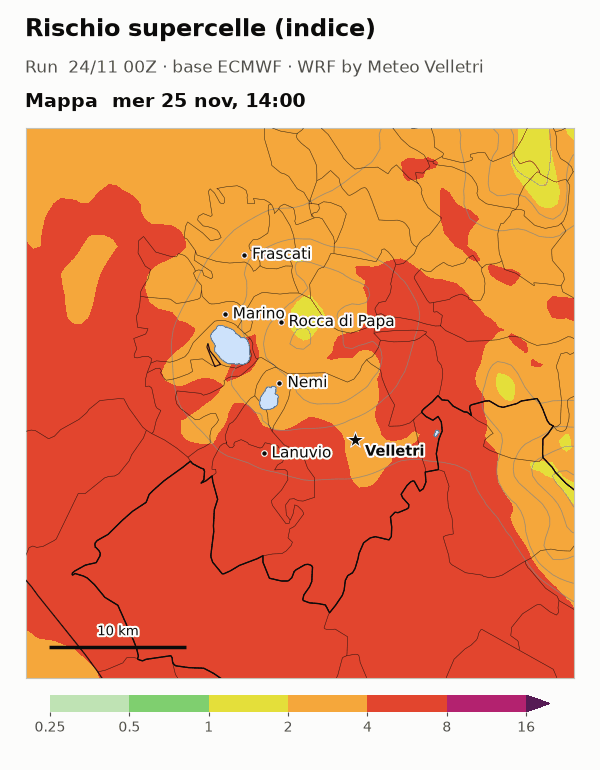 Rischio supercelle (indice)
Run  24/11 00Z · base ECMWF · WRF by Meteo Velletri
Mappa  mer 25 nov, 14:00
Frascati
Marino
Rocca di Papa
Nemi
Velletri
Lanuvio
10 km
0.25 0.5 1 2 4 8 16